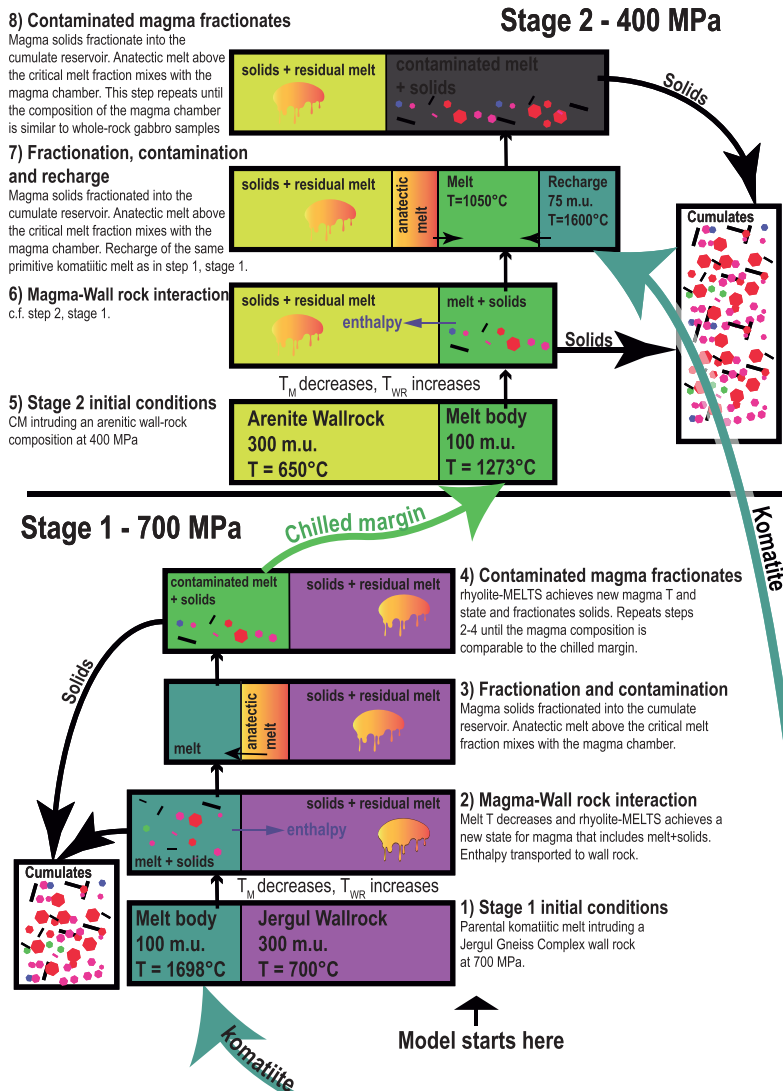 Stage 2 - 400 MPa
8) Contaminated magma fractionates
Magma solids fractionate into the
cumulate reservoir. Anatectic melt above
the critical melt fraction mixes with the
magma chamber. This step repeats until
the composition of the magma chamber
is similar to whole-rock gabbro samples
solids + residual melt
contaminated melt
+ solids
Solids
7) Fractionation, contamination
and recharge
Magma solids fractionated into the
cumulate reservoir. Anatectic melt above
the critical melt fraction mixes with the
magma chamber. Recharge of the same
primitive komatiitic melt as in step 1, stage 1.
solids + residual melt
anatectic
melt
Melt
T=1050°C
Recharge
75 m.u.
T=1600°C
Cumulates
6) Magma-Wall rock interaction
c.f. step 2, stage 1.
solids + residual melt
enthalpy
melt + solids
Solids
TM decreases, TWR increases
5) Stage 2 initial conditions
CM intruding an arenitic wall-rock
composition at 400 MPa
Arenite Wallrock
300 m.u.
T = 650°C
Melt body
100 m.u.
T = 1273°C
Komatiite
Stage 1 - 700 MPa
Chilled margin
contaminated melt
+ solids
solids + residual melt
4) Contaminated magma fractionates
rhyolite-MELTS achieves new magma T and
state and fractionates solids. Repeats steps
2-4 until the magma composition is
comparable to the chilled margin.
Solids
melt
anatectic
melt
solids + residual melt
3) Fractionation and contamination
Magma solids fractionated into the cumulate
reservoir. Anatectic melt above the critical melt
fraction mixes with the magma chamber.
melt + solids
enthalpy
solids + residual melt
2) Magma-Wall rock interaction
Melt T decreases and rhyolite-MELTS achieves a
new state for magma that includes melt+solids.
Enthalpy transported to wall rock.
Cumulates
TM decreases, TWR increases
Melt body
100 m.u.
T = 1698°C
Jergul Wallrock
300 m.u.
T = 700°C
1) Stage 1 initial conditions
Parental komatiitic melt intruding a
Jergul Gneiss Complex wall rock
at 700 MPa.
Model starts here
komatiite